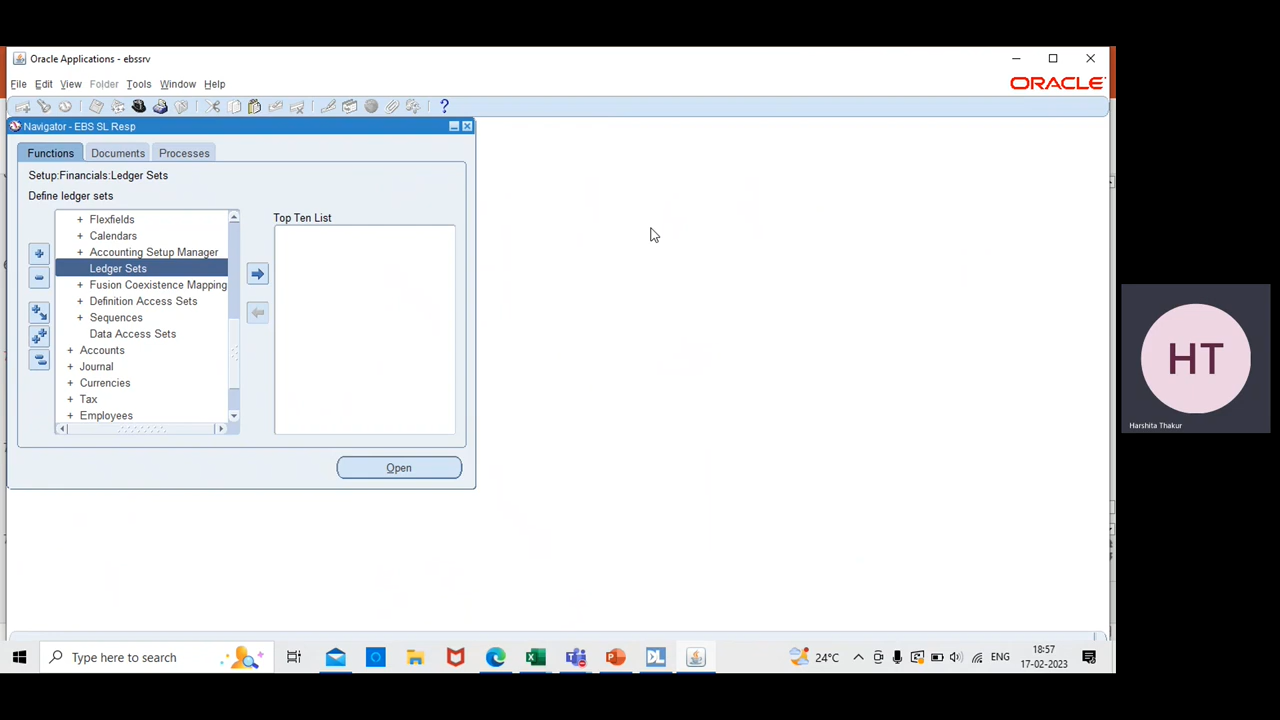 Oracle Applications - ebssrv
File Edit View Folder Tools Window Help
ORACLE
Navigator - EBS SL Resp
Functions Documents Processes
Setup:Financials:Ledger Sets
Define ledger sets
+ Flexfields
+ Calendars
+ Accounting Setup Manager
Ledger Sets
+ Fusion Coexistence Mapping
+ Definition Access Sets
+ Sequences
Data Access Sets
+ Accounts
+ Journal
+ Currencies
+ Tax
+ Employees
Top Ten List
Open
HT
Harshita Thakur
Type here to search
24°C
ENG
18:57
17-02-2023